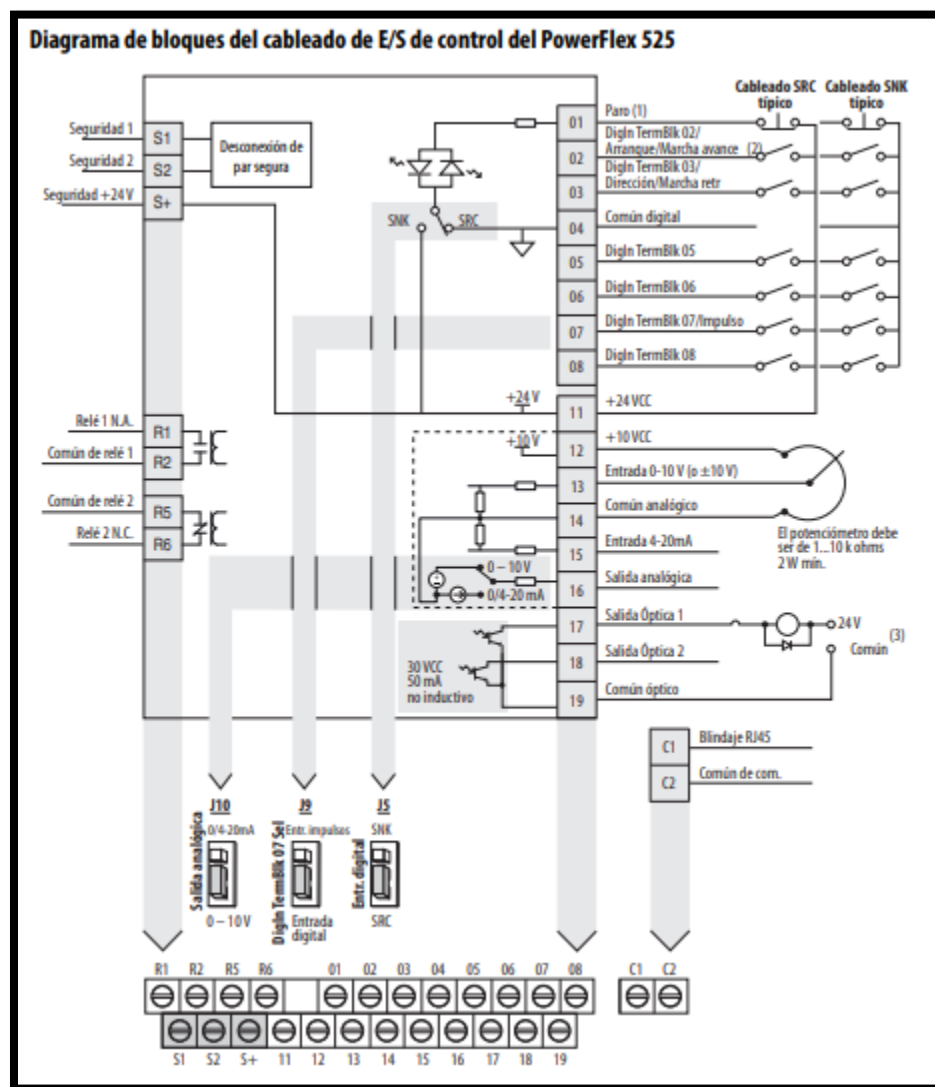 Diagrama de bloques del cableado de E/S de control del PowerFlex 525
Cableado SRC típico
Cableado SNK típico
Seguridad 1
S1
Seguridad 2
S2
Seguridad +24 V
S+
Desconexión de par segura
SNK
SRC
01
Paro (1)
02
DigIn TermBlk 02/
Arranque/Marcha avance (2)
03
DigIn TermBlk 03/
Dirección/Marcha retr
04
Común digital
05
DigIn TermBlk 05
06
DigIn TermBlk 06
07
DigIn TermBlk 07/Impulso
08
DigIn TermBlk 08
+24 V
11
+24 VCC
+10 V
12
+10 VCC
13
Entrada 0-10 V (o ±10 V)
14
Común analógico
15
Entrada 4-20mA
16
Salida analógica
17
Salida Óptica 1
18
Salida Óptica 2
19
Común óptico
El potenciómetro debe
ser de 1...10 k ohms
2 W mín.
24 V
Común (3)
Relé 1 N.A.
R1
Común de relé 1
R2
Común de relé 2
R5
Relé 2 N.C.
R6
0 – 10 V
0/4-20 mA
30 VCC
50 mA
no inductivo
C1
Blindaje RJ45
C2
Común de com.
J10
Salida analógica
0/4-20mA
0 – 10 V
J9
DigIn TermBlk 07 Sel
Entr. impulsos
Entrada
digital
J5
Entr. digital
SNK
SRC
R1 R2 R5 R6 01 02 03 04 05 06 07 08 C1 C2
S1 S2 S+ 11 12 13 14 15 16 17 18 19